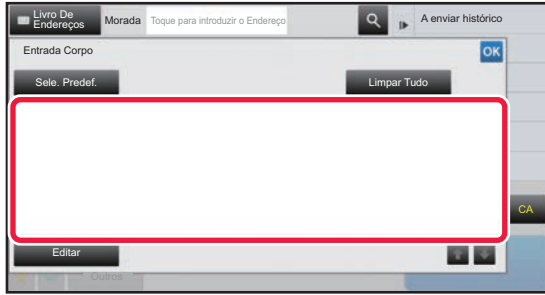 Livro De
Endereços
Morada
Toque para introduzir o Endereço
A enviar histórico
Entrada Corpo
OK
Sele. Predef.
Limpar Tudo
CA
Editar
Outros